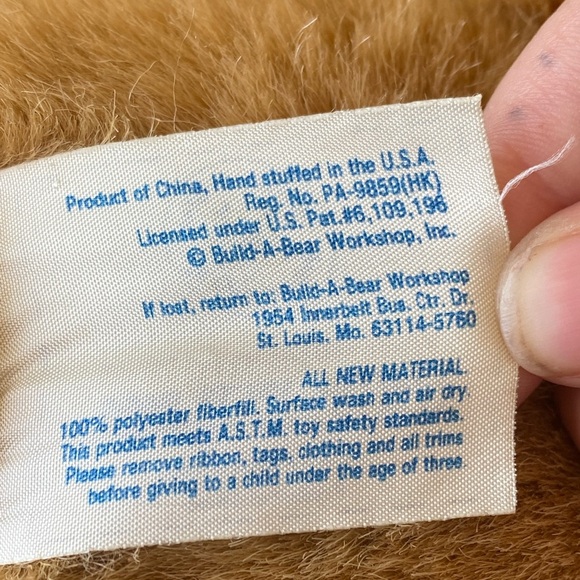 Product of China, Hand stuffed in the U.S.A.
Reg. No. PA-9859(HK)
Licensed under U.S. Pat.#6,109,196
© Build-A-Bear Workshop, Inc.
If lost, return to: Build-A-Bear Workshop
1954 Innerbelt Bus. Ctr. Dr.
St. Louis, Mo. 63114-5760
ALL NEW MATERIAL
100% polyester fiberfill. Surface wash and air dry.
This product meets A.S.T.M. toy safety standards.
Please remove ribbon, tags, clothing and all trims
before giving to a child under the age of three.